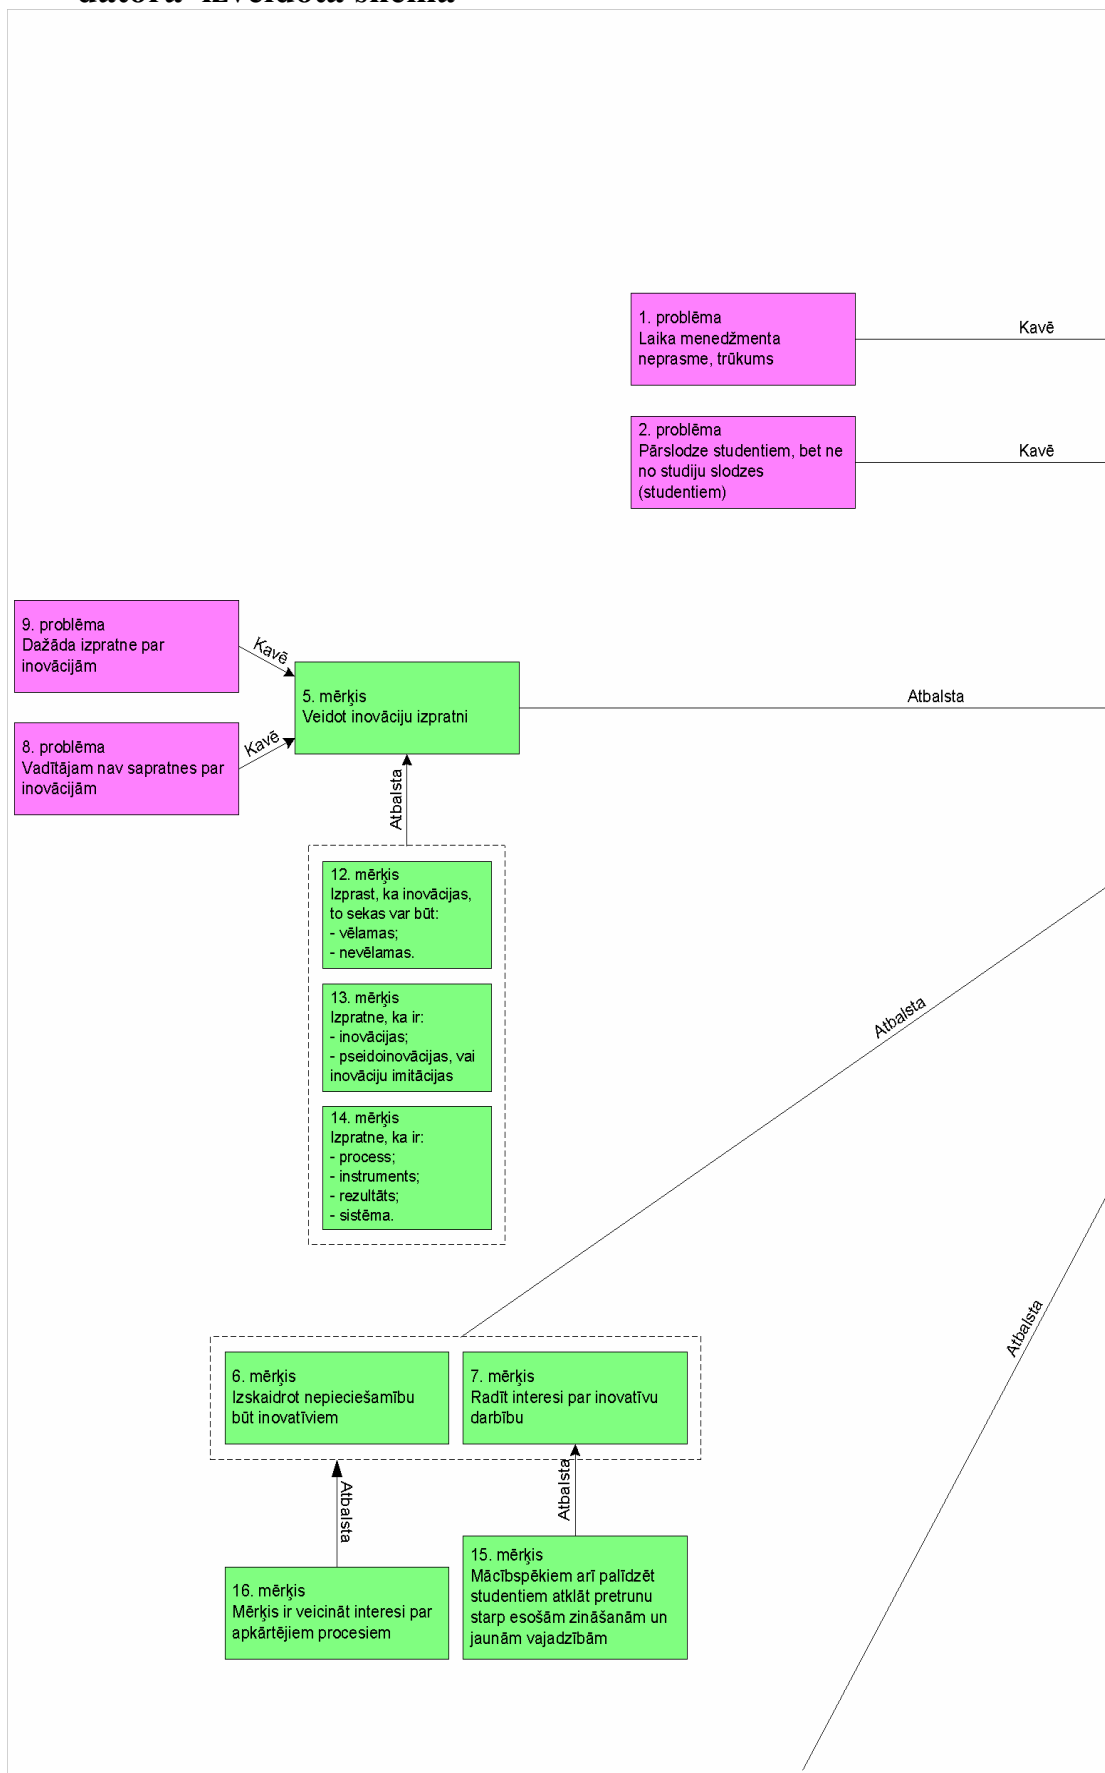 datorā izveidotā shēma
1. problēma
Laika menedžmenta
neprasme, trūkums
Kavē
2. problēma
Pārslodze studentiem, bet ne
no studiju slodzes
(studentiem)
Kavē
9. problēma
Dažāda izpratne par
inovācijām
Kavē
5. mērķis
Veidot inovāciju izpratni
Atbalsta
8. problēma
Vadītājam nav sapratnes par
inovācijām
Kavē
Atbalsta
12. mērķis
Izprast, ka inovācijas,
to sekas var būt:
- vēlamas;
- nevēlamas.
13. mērķis
Izpratne, ka ir:
- inovācijas;
- pseidoinovācijas, vai
inovāciju imitācijas
14. mērķis
Izpratne, ka ir:
- process;
- instruments;
- rezultāts;
- sistēma.
Atbalsta
Atbalsta
6. mērķis
Izskaidrot nepieciešamību
būt inovatīviem
7. mērķis
Radīt interesi par inovatīvu
darbību
Atbalsta
Atbalsta
16. mērķis
Mērķis ir veicināt interesi par
apkārtējiem procesiem
15. mērķis
Mācībspēkiem arī palīdzēt
studentiem atklāt pretrunu
starp esošām zināšanām un
jaunām vajadzībām